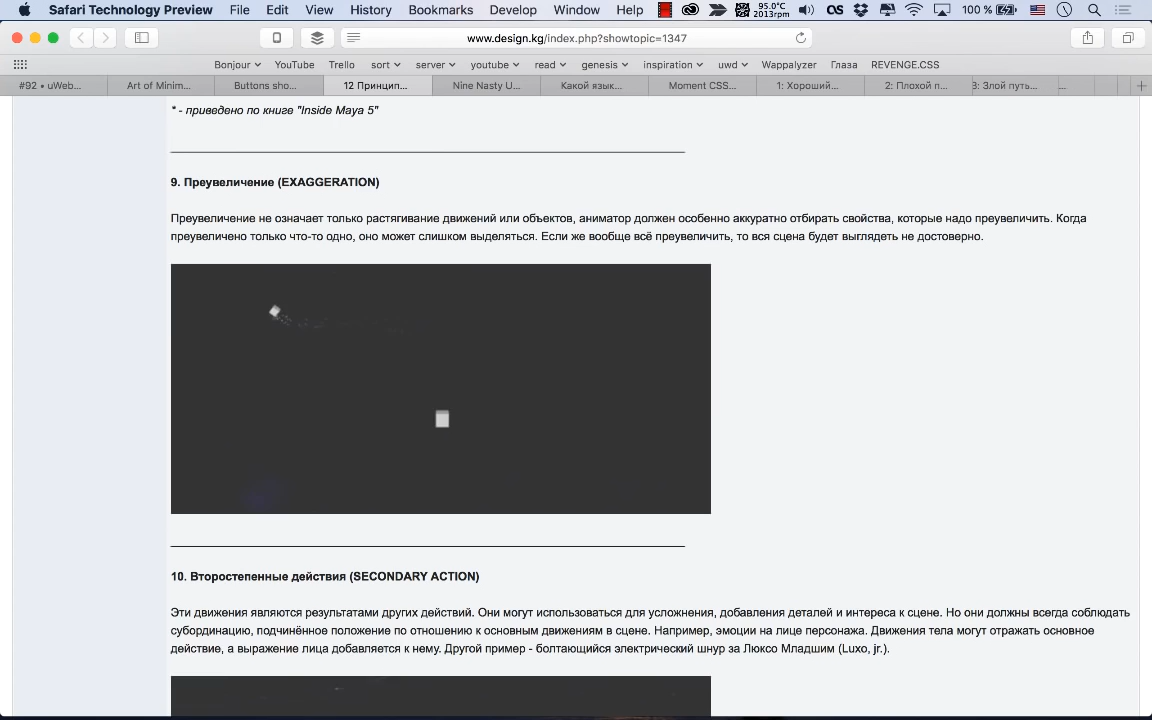 Safari Technology Preview File Edit View History Bookmarks Develop Window Help 95.0°C 2013rpm 100 %
www.design.kg/index.php?showtopic=1347
Bonjour YouTube Trello sort server youtube read genesis inspiration uwd Wappalyzer Глаза REVENGE.CSS
#92 • uWeb... Art of Minim... Buttons sho... 12 Принцип... Nine Nasty U... Какой язык... Moment CSS... 1: Хороший... 2: Плохой п... 3: Злой путь... ...
* - приведено по книге "Inside Maya 5"
9. Преувеличение (EXAGGERATION)
Преувеличение не означает только растягивание движений или объектов, аниматор должен особенно аккуратно отбирать свойства, которые надо преувеличить. Когда
преувеличено только что-то одно, оно может слишком выделяться. Если же вообще всё преувеличить, то вся сцена будет выглядеть не достоверно.
10. Второстепенные действия (SECONDARY ACTION)
Эти движения являются результатами других действий. Они могут использоваться для усложнения, добавления деталей и интереса к сцене. Но они должны всегда соблюдать
субординацию, подчинённое положение по отношению к основным движениям в сцене. Например, эмоции на лице персонажа. Движения тела могут отражать основное
действие, а выражение лица добавляется к нему. Другой пример - болтающийся электрический шнур за Люксо Младшим (Luxo, jr.).